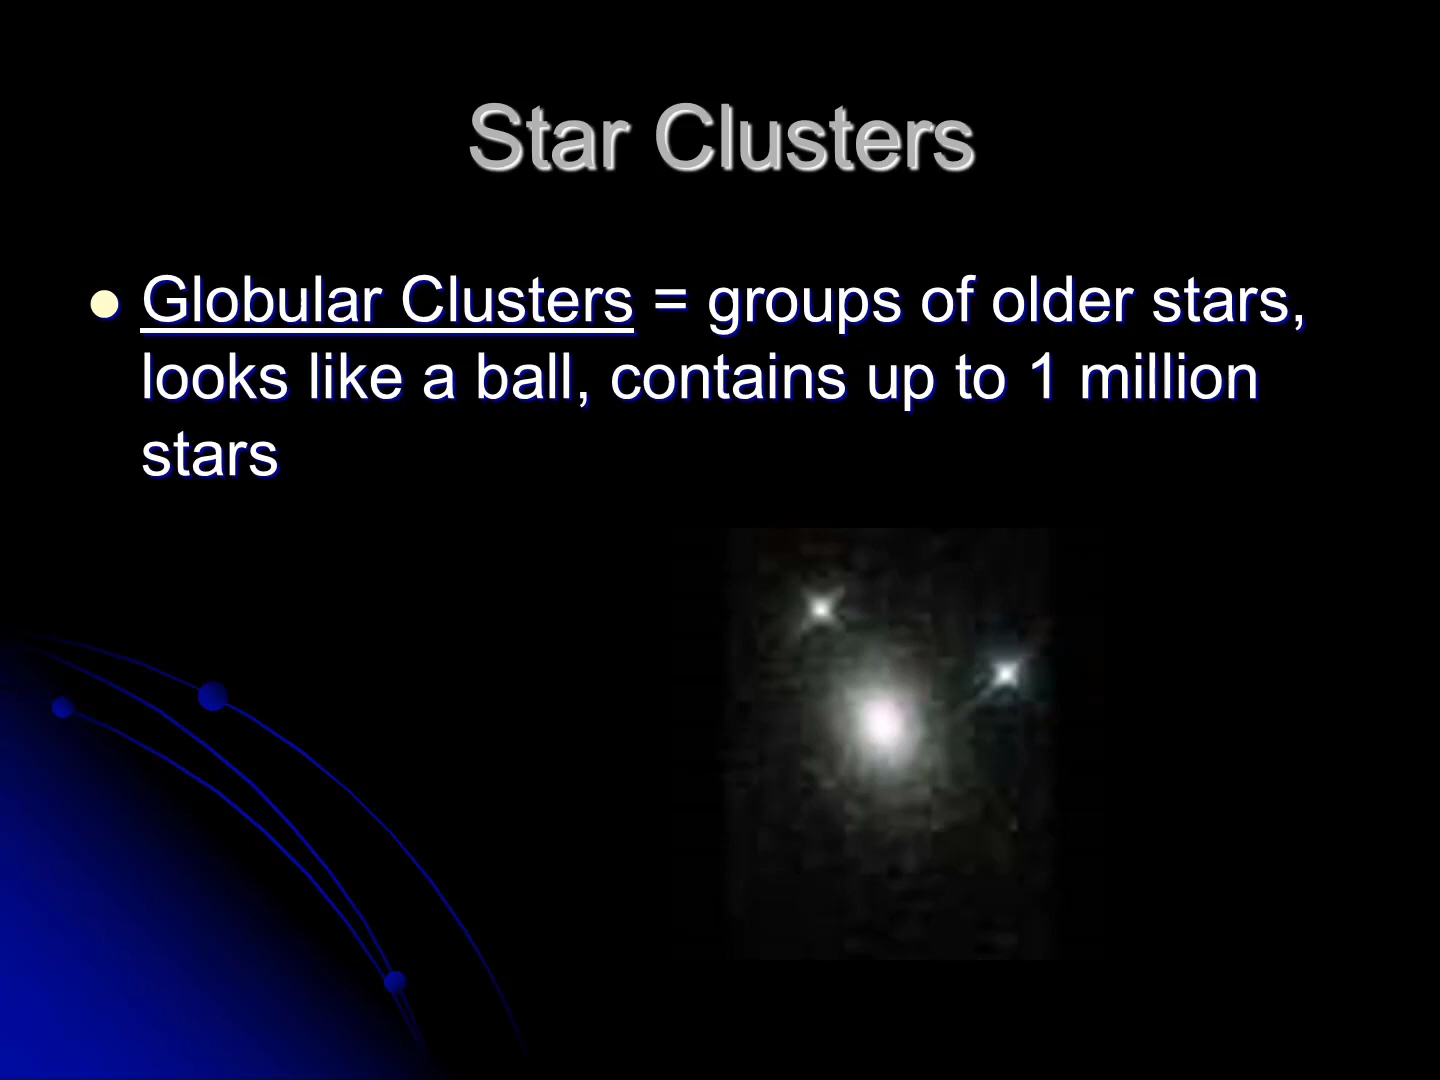 Star Clusters
Globular Clusters = groups of older stars,
looks like a ball, contains up to 1 million
stars